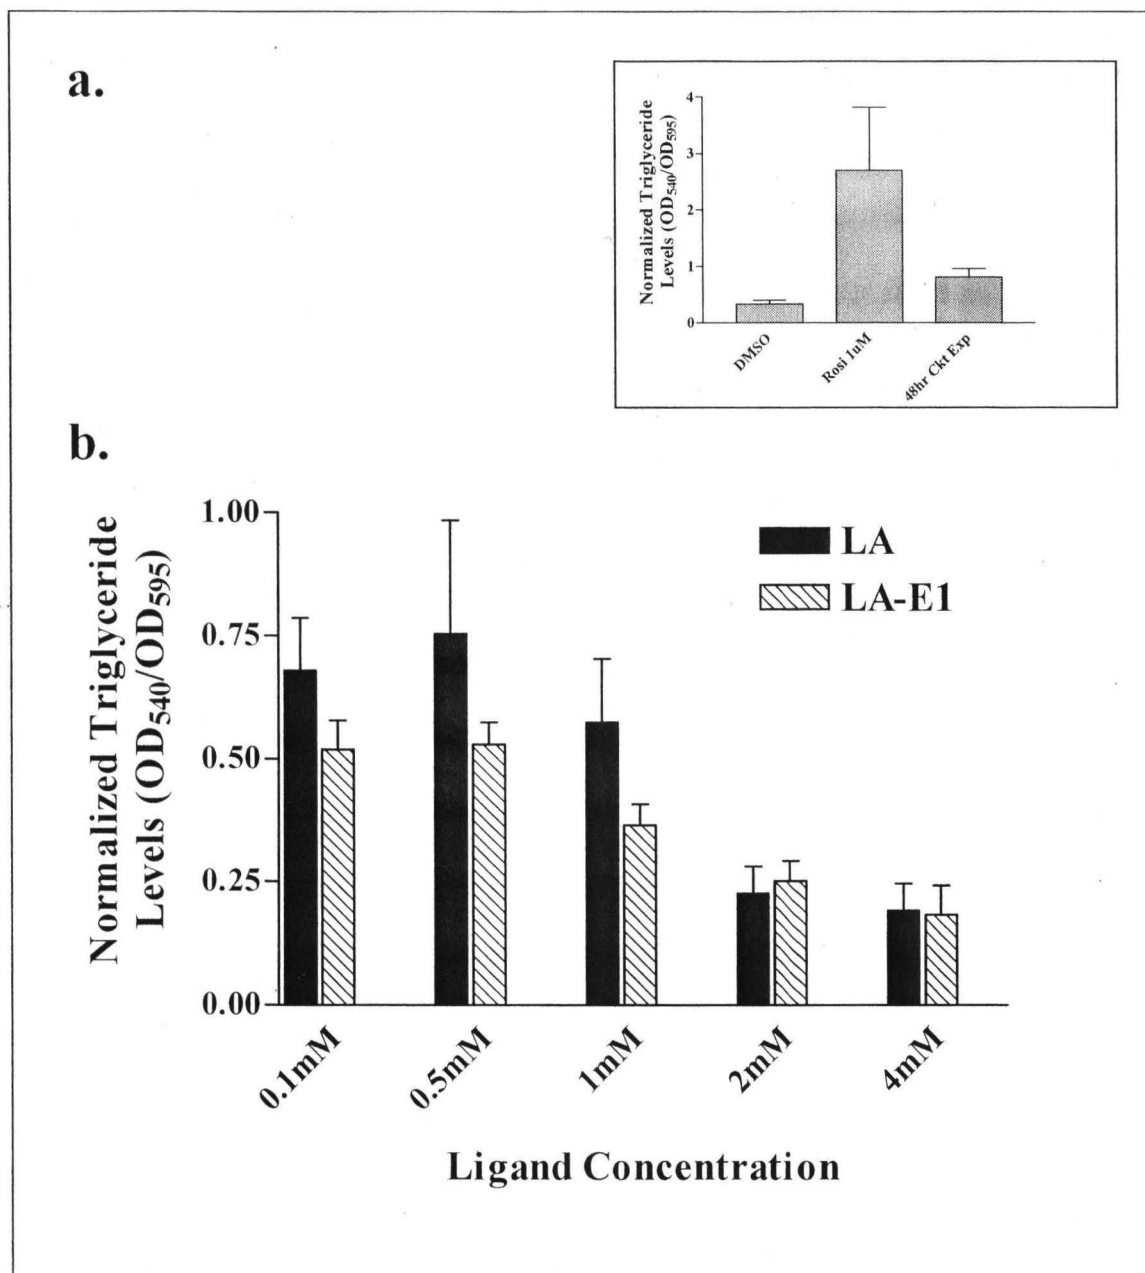 a.
Normalized Triglyceride
Levels (OD540/OD595)
4
3
2
1
0
DMSO
Rosi 1uM
48hr Ckt Exp
b.
Normalized Triglyceride
Levels (OD540/OD595)
1.00
0.75
0.50
0.25
0.00
LA
LA-E1
0.1mM
0.5mM
1mM
2mM
4mM
Ligand Concentration